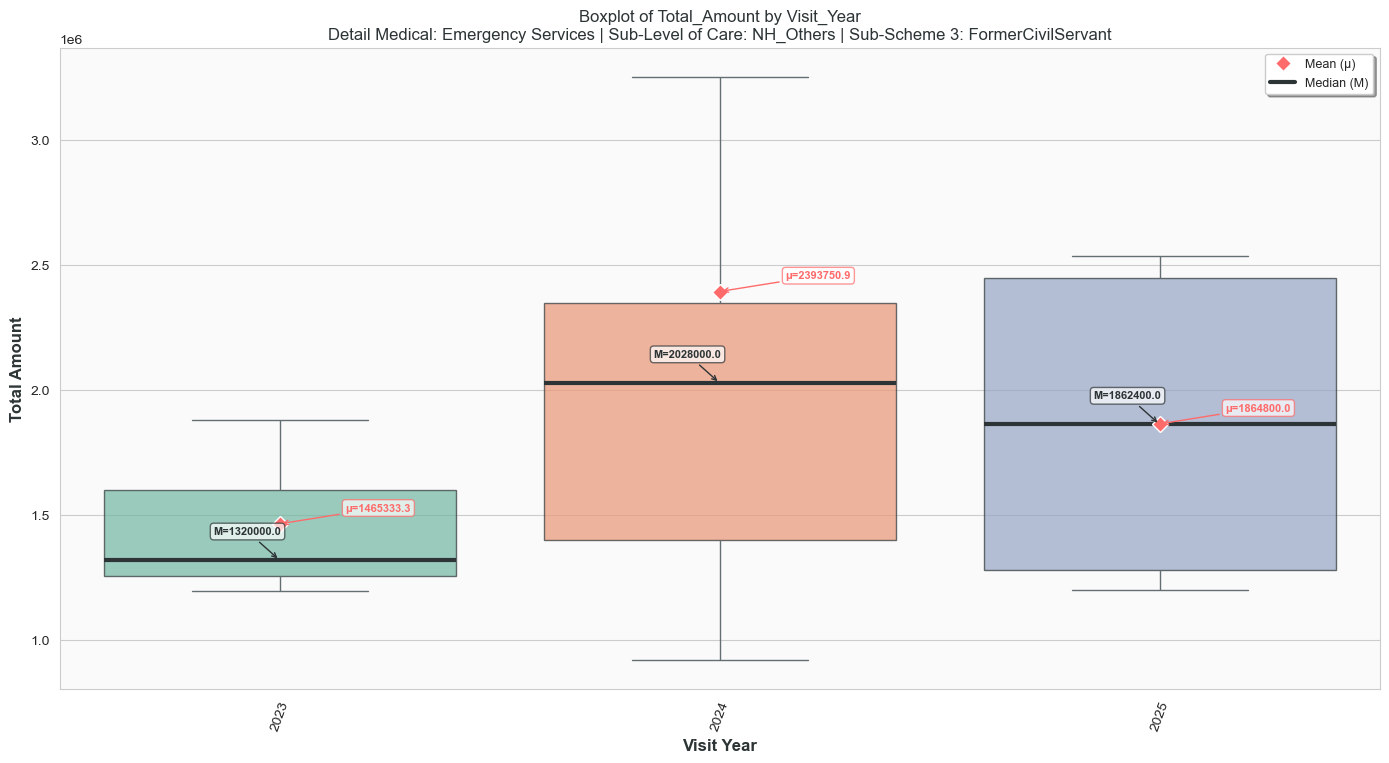 Boxplot of Total_Amount by Visit_Year
Detail Medical: Emergency Services | Sub-Level of Care: NH_Others | Sub-Scheme 3: FormerCivilServant
1e6
Mean (μ)
Median (M)
3.0
2.5
2.0
1.5
1.0
Total Amount
μ=2393750.9
M=2028000.0
M=1862400.0
μ=1864800.0
μ=1465333.3
M=1320000.0
2023
2024
2025
Visit Year